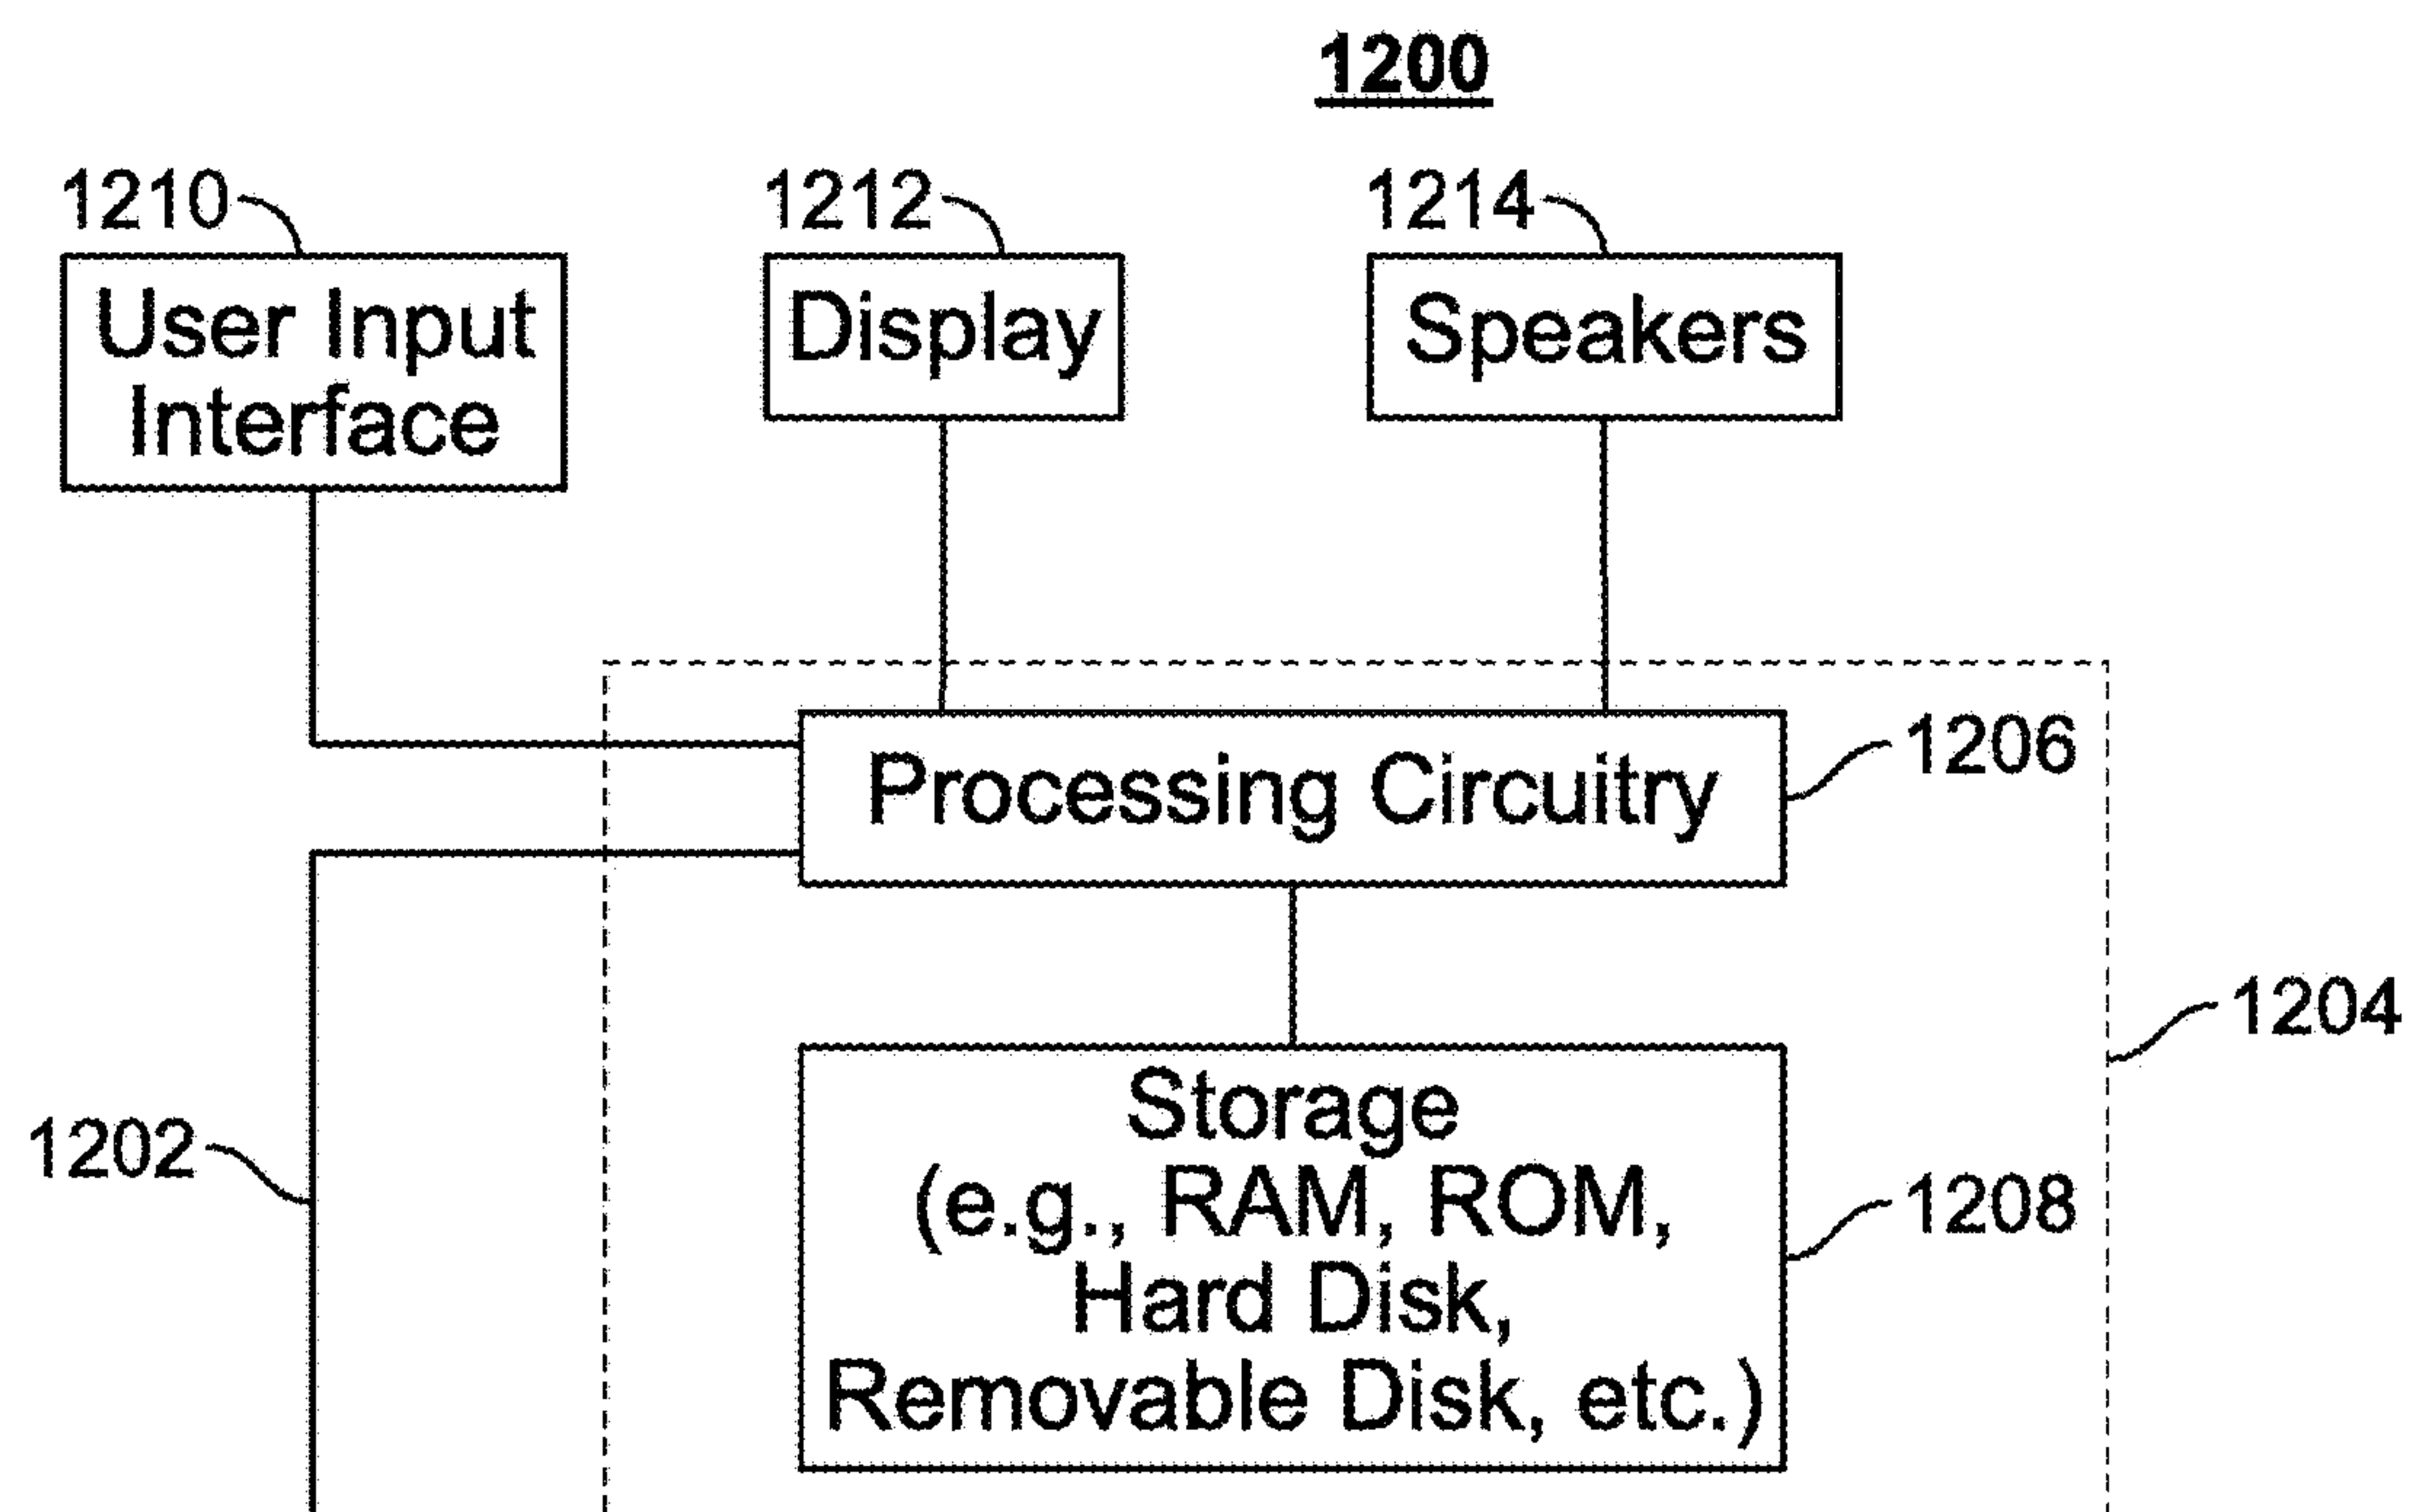 1200
1210
1212
1214
User Input
Interface
Display
Speakers
Processing Circuitry
1206
1204
Storage
(e.g., RAM, ROM,
Hard Disk,
Removable Disk, etc.)
1202
1208